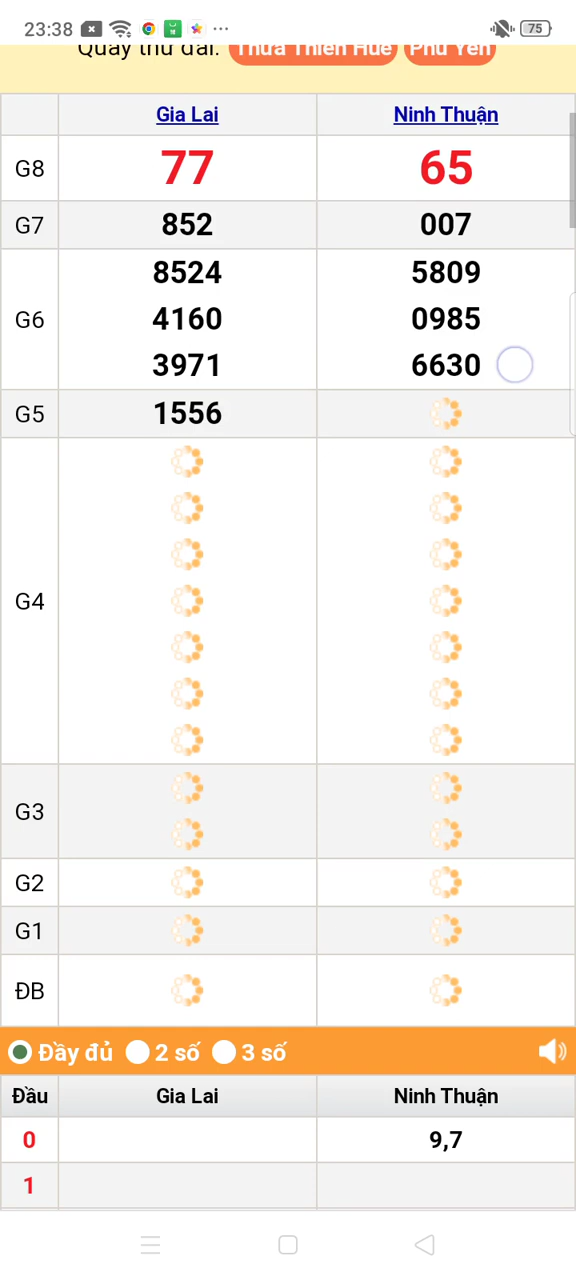 23:38
75
Quay thử đài: Thừa Thiên Huế Phú Yên
Gia Lai Ninh Thuận
G8 77 65
G7 852 007
G6 8524 5809
4160 0985
3971 6630
G5 1556
G4
G3
G2
G1
ĐB
Đầy đủ 2 số 3 số
Đầu Gia Lai Ninh Thuận
0 9,7
1